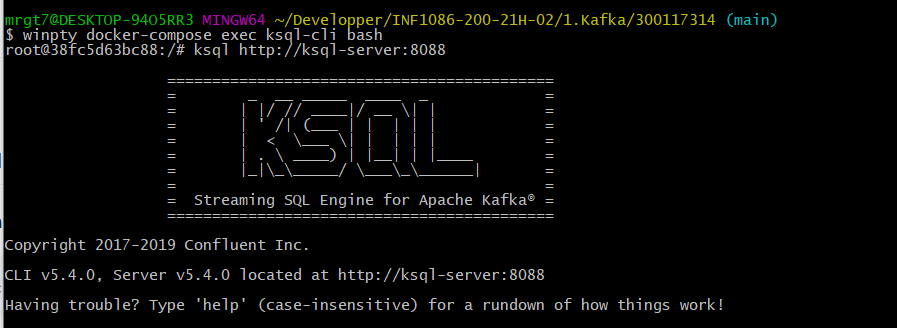 mrgt7@DESKTOP-94O5RR3 MINGW64 ~/Developper/INF1086-200-21H-02/1.Kafka/300117314 (main)
$ winpty docker-compose exec ksql-cli bash
root@38fc5d63bc88:/# ksql http://ksql-server:8088
===========================================
=        _  __ _____  ____  _             =
=       | |/ // ____|/ __ \| |            =
=       | ' /| (___ | |  | | |            =
=       |  <  \___ \| |  | | |            =
=       | . \ ____) | |__| | |____        =
=       |_|\_\_____/ \___\_\______|       =
=                                         =
=  Streaming SQL Engine for Apache Kafka® =
===========================================
Copyright 2017-2019 Confluent Inc.
CLI v5.4.0, Server v5.4.0 located at http://ksql-server:8088
Having trouble? Type 'help' (case-insensitive) for a rundown of how things work!